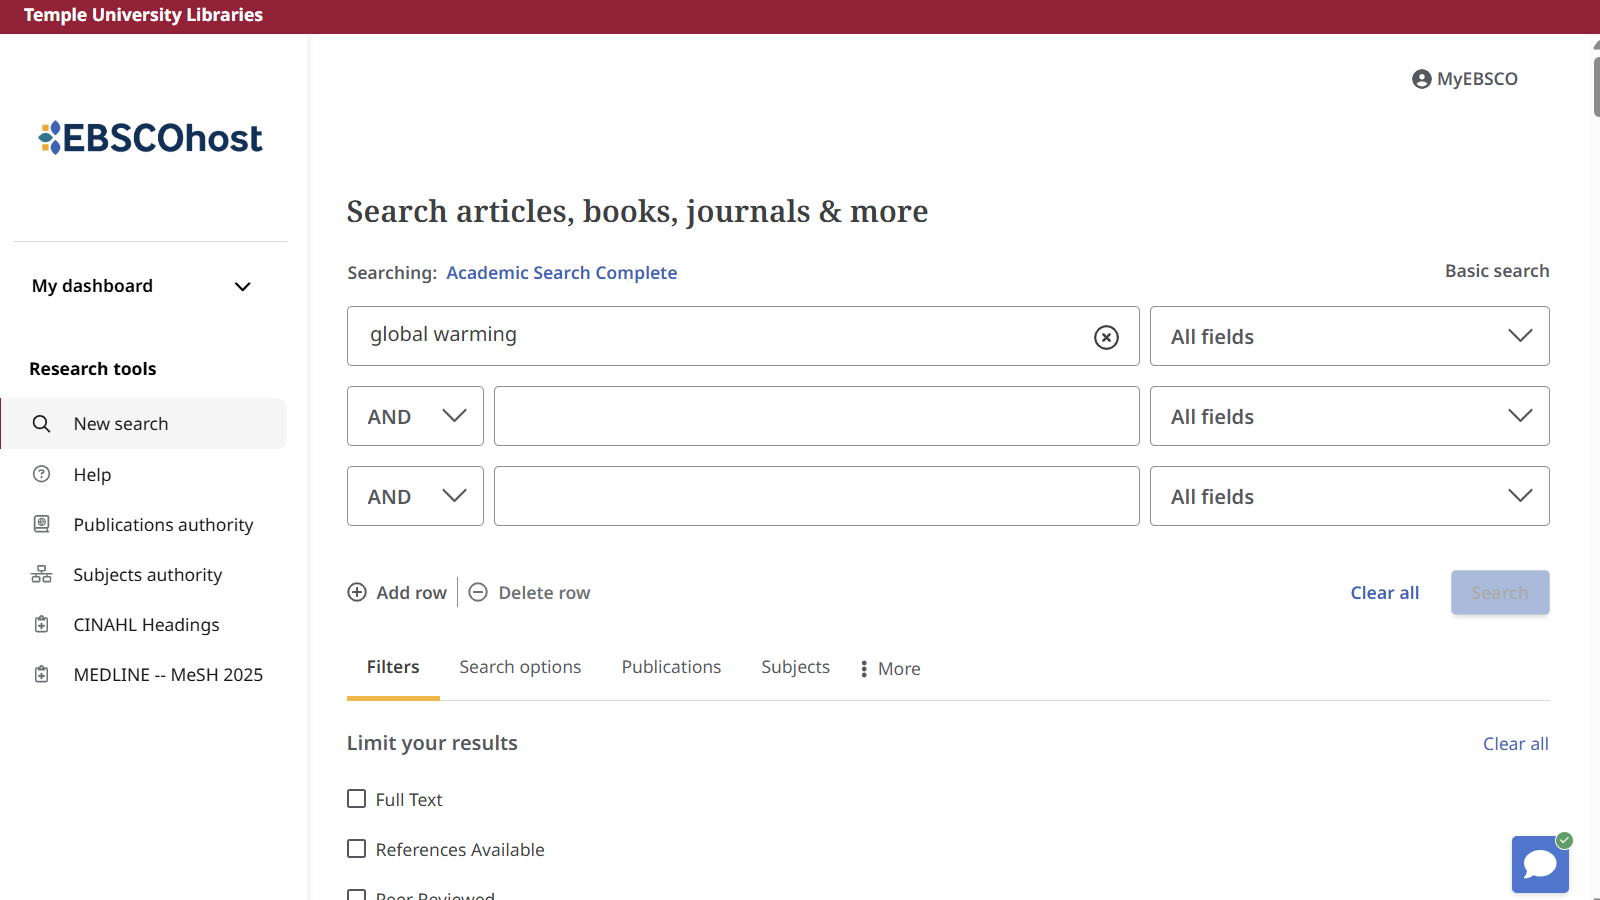 Temple University Libraries
EBSCOhost
MyEBSCO
My dashboard
Research tools
New search
Help
Publications authority
Subjects authority
CINAHL Headings
MEDLINE -- MeSH 2025
Search articles, books, journals & more
Searching: Academic Search Complete
Basic search
global warming
All fields
AND
All fields
AND
All fields
Add row
Delete row
Clear all
Search
Filters
Search options
Publications
Subjects
More
Limit your results
Clear all
Full Text
References Available
Peer Reviewed